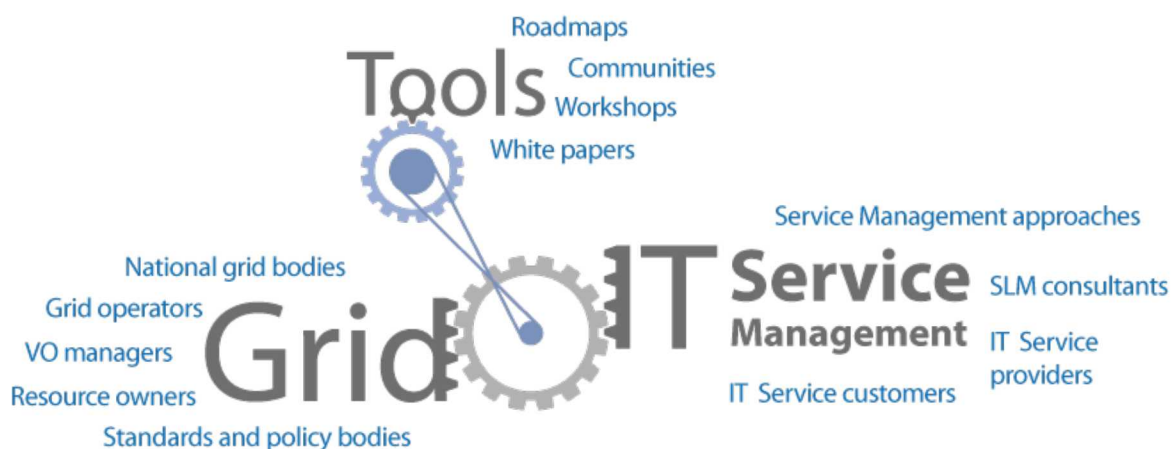 Roadmaps
Tools
Communities
Workshops
White papers
Service Management approaches
National grid bodies
Grid operators
VO managers
Resource owners
Standards and policy bodies
Grid
IT Service
Management
SLM consultants
IT Service
providers
IT Service customers